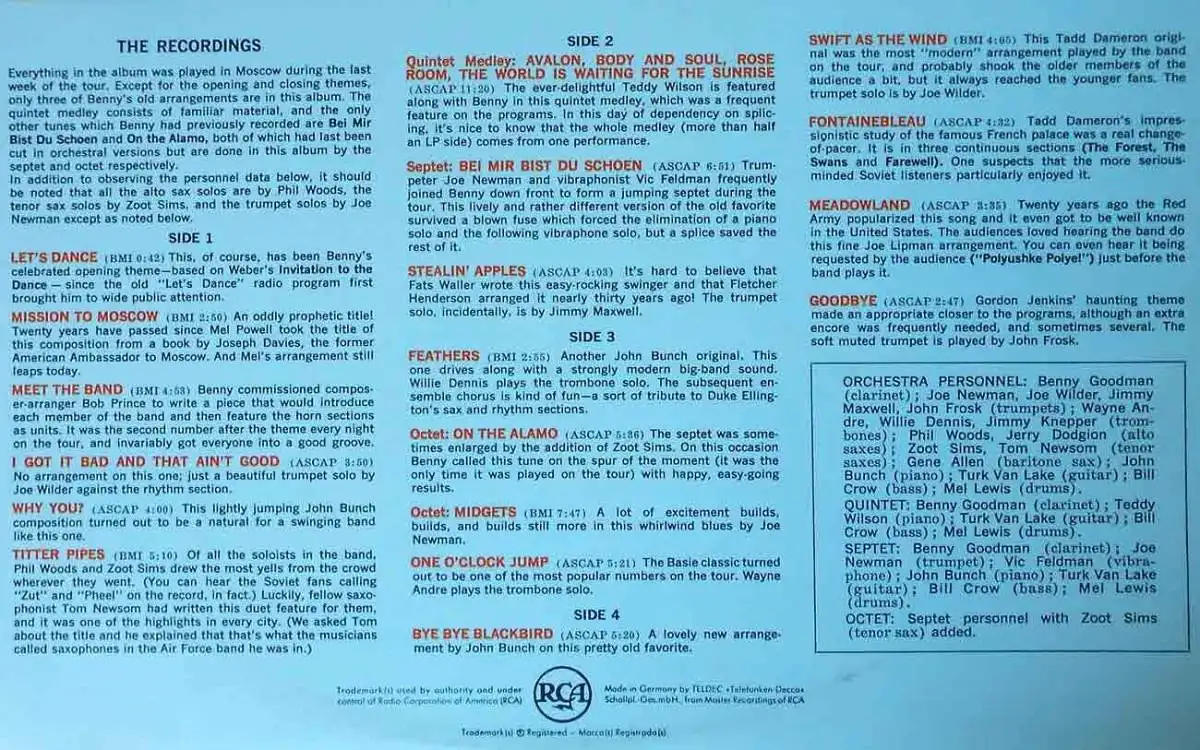 THE RECORDINGS
Everything in the album was played in Moscow during the last
week of the tour. Except for the opening and closing themes,
only three of Benny's old arrangements are in this album. The
quintet medley consists of familiar material, and the only
other tunes which Benny had previously recorded are Bei Mir
Bist Du Schoen and On the Alamo, both of which had last been
cut in orchestral versions but are done in this album by the
septet and octet respectively.
In addition to observing the personnel data below, it should
be noted that all the alto sax solos are by Phil Woods, the
tenor sax solos by Zoot Sims, and the trumpet solos by Joe
Newman except as noted below.
SIDE 1
LET'S DANCE (BMI 0:42) This, of course, has been Benny's
celebrated opening theme—based on Weber's Invitation to the
Dance — since the old "Let's Dance" radio program first
brought him to wide public attention.
MISSION TO MOSCOW (BMI 2:50) An oddly prophetic title!
Twenty years have passed since Mel Powell took the title of
this composition from a book by Joseph Davies, the former
American Ambassador to Moscow. And Mel's arrangement still
leaps today.
MEET THE BAND (BMI 4:53) Benny commissioned compos-
er-arranger Bob Prince to write a piece that would introduce
each member of the band and then feature the horn sections
as units. It was the second number after the theme every night
on the tour, and invariably got everyone into a good groove.
I GOT IT BAD AND THAT AIN'T GOOD (ASCAP 3:50)
No arrangement on this one; just a beautiful trumpet solo by
Joe Wilder against the rhythm section.
WHY YOU? (ASCAP 4:00) This lightly jumping John Bunch
composition turned out to be a natural for a swinging band
like this one.
TITTER PIPES (BMI 5:10) Of all the soloists in the band,
Phil Woods and Zoot Sims drew the most yells from the crowd
wherever they went. (You can hear the Soviet fans calling
"Zut" and "Pheel" on the record, in fact.) Luckily, fellow saxo-
phonist Tom Newsom had written this duet feature for them,
and it was one of the highlights in every city. (We asked Tom
about the title and he explained that that's what the musicians
called saxophones in the Air Force band he was in.)
SIDE 2
Quintet Medley: AVALON, BODY AND SOUL, ROSE
ROOM, THE WORLD IS WAITING FOR THE SUNRISE
(ASCAP 11:20) The ever-delightful Teddy Wilson is featured
along with Benny in this quintet medley, which was a frequent
feature on the programs. In this day of dependency on splic-
ing, it's nice to know that the whole medley (more than half
an LP side) comes from one performance.
Septet: BEI MIR BIST DU SCHOEN (ASCAP 6:51) Trum-
peter Joe Newman and vibraphonist Vic Feldman frequently
joined Benny down front to form a jumping septet during the
tour. This lively and rather different version of the old favorite
survived a blown fuse which forced the elimination of a piano
solo and the following vibraphone solo, but a splice saved the
rest of it.
STEALIN' APPLES (ASCAP 4:03) It's hard to believe that
Fats Waller wrote this easy-rocking swinger and that Fletcher
Henderson arranged it nearly thirty years ago! The trumpet
solo, incidentally, is by Jimmy Maxwell.
SIDE 3
FEATHERS (BMI 2:55) Another John Bunch original. This
one drives along with a strongly modern big-band sound.
Willie Dennis plays the trombone solo. The subsequent en-
semble chorus is kind of fun—a sort of tribute to Duke Elling-
ton's sax and rhythm sections.
Octet: ON THE ALAMO (ASCAP 5:36) The septet was some-
times enlarged by the addition of Zoot Sims. On this occasion
Benny called this tune on the spur of the moment (it was the
only time it was played on the tour) with happy, easy-going
results.
Octet: MIDGETS (BMI 7:47) A lot of excitement builds,
builds, and builds still more in this whirlwind blues by Joe
Newman.
ONE O'CLOCK JUMP (ASCAP 5:21) The Basie classic turned
out to be one of the most popular numbers on the tour. Wayne
Andre plays the trombone solo.
SIDE 4
BYE BYE BLACKBIRD (ASCAP 5:20) A lovely new arrange-
ment by John Bunch on this pretty old favorite.
SWIFT AS THE WIND (BMI 4:05) This Tadd Dameron origi-
nal was the most "modern" arrangement played by the band
on the tour, and probably shook the older members of the
audience a bit, but it always reached the younger fans. The
trumpet solo is by Joe Wilder.
FONTAINEBLEAU (ASCAP 4:32) Tadd Dameron's impres-
sionistic study of the famous French palace was a real change-
of-pacer. It is in three continuous sections (The Forest, The
Swans and Farewell). One suspects that the more serious-
minded Soviet listeners particularly enjoyed it.
MEADOWLAND (ASCAP 3:35) Twenty years ago the Red
Army popularized this song and it even got to be well known
in the United States. The audiences loved hearing the band do
this fine Joe Lipman arrangement. You can even hear it being
requested by the audience ("Polyushke Polye!") just before the
band plays it.
GOODBYE (ASCAP 2:47) Gordon Jenkins' haunting theme
made an appropriate closer to the programs, although an extra
encore was frequently needed, and sometimes several. The
soft muted trumpet is played by John Frosk.
ORCHESTRA PERSONNEL: Benny Goodman
(clarinet) ; Joe Newman, Joe Wilder, Jimmy
Maxwell, John Frosk (trumpets) ; Wayne An-
dre, Willie Dennis, Jimmy Knepper (trom-
bones) ; Phil Woods, Jerry Dodgion (alto
saxes) ; Zoot Sims, Tom Newsom (tenor
saxes) ; Gene Allen (baritone sax) ; John
Bunch (piano) ; Turk Van Lake (guitar) ; Bill
Crow (bass) ; Mel Lewis (drums).
QUINTET: Benny Goodman (clarinet) ; Teddy
Wilson (piano) ; Turk Van Lake (guitar) ; Bill
Crow (bass) ; Mel Lewis (drums).
SEPTET: Benny Goodman (clarinet) ; Joe
Newman (trumpet) ; Vic Feldman (vibra-
phone) ; John Bunch (piano) ; Turk Van Lake
(guitar) ; Bill Crow (bass) ; Mel Lewis
(drums).
OCTET: Septet personnel with Zoot Sims
(tenor sax) added.
Trademark(s) used by authority and under
control of Radio Corporation of America (RCA)
RCA
Made in Germany by TELDEC »Telefunken-Decca«
Schallpl.-Ges.mbH., from Master Recordings of RCA
Trademark(s) ® Registered – Marca(s) Registrada(s)